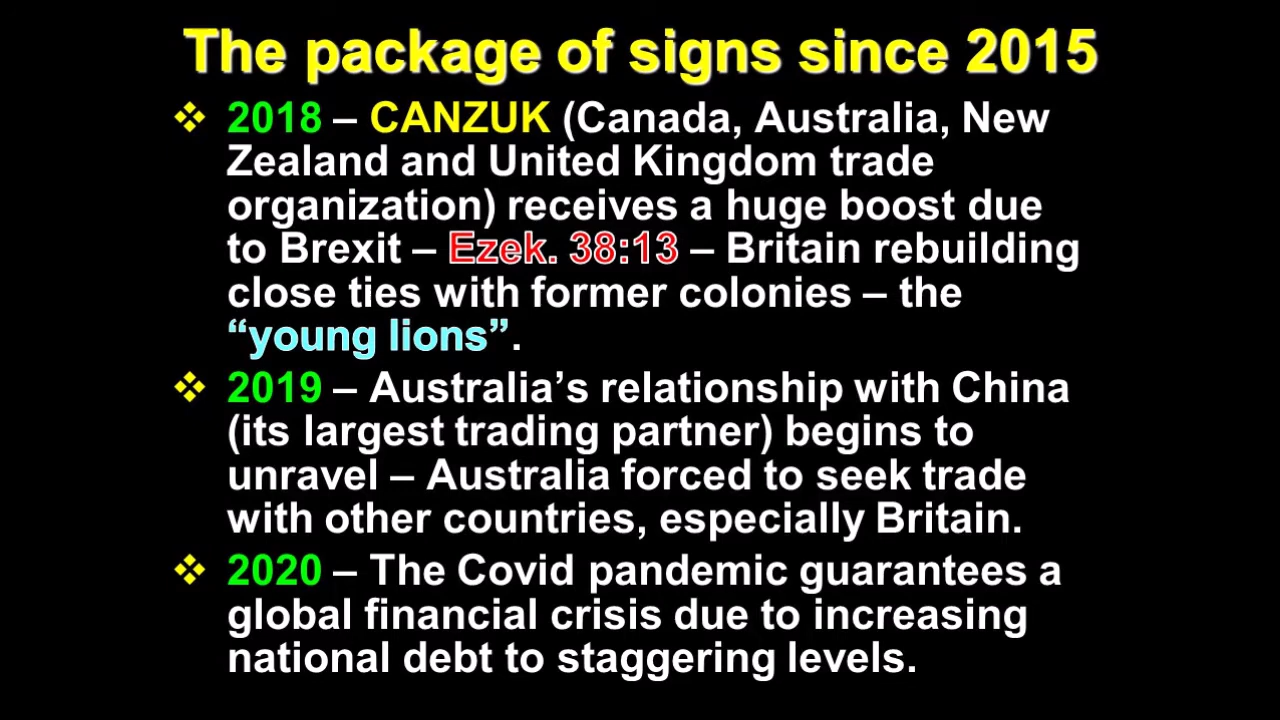 The package of signs since 2015
❖ 2018 – CANZUK (Canada, Australia, New
Zealand and United Kingdom trade
organization) receives a huge boost due
to Brexit – Ezek. 38:13 – Britain rebuilding
close ties with former colonies – the
“young lions”.
❖ 2019 – Australia’s relationship with China
(its largest trading partner) begins to
unravel – Australia forced to seek trade
with other countries, especially Britain.
❖ 2020 – The Covid pandemic guarantees a
global financial crisis due to increasing
national debt to staggering levels.